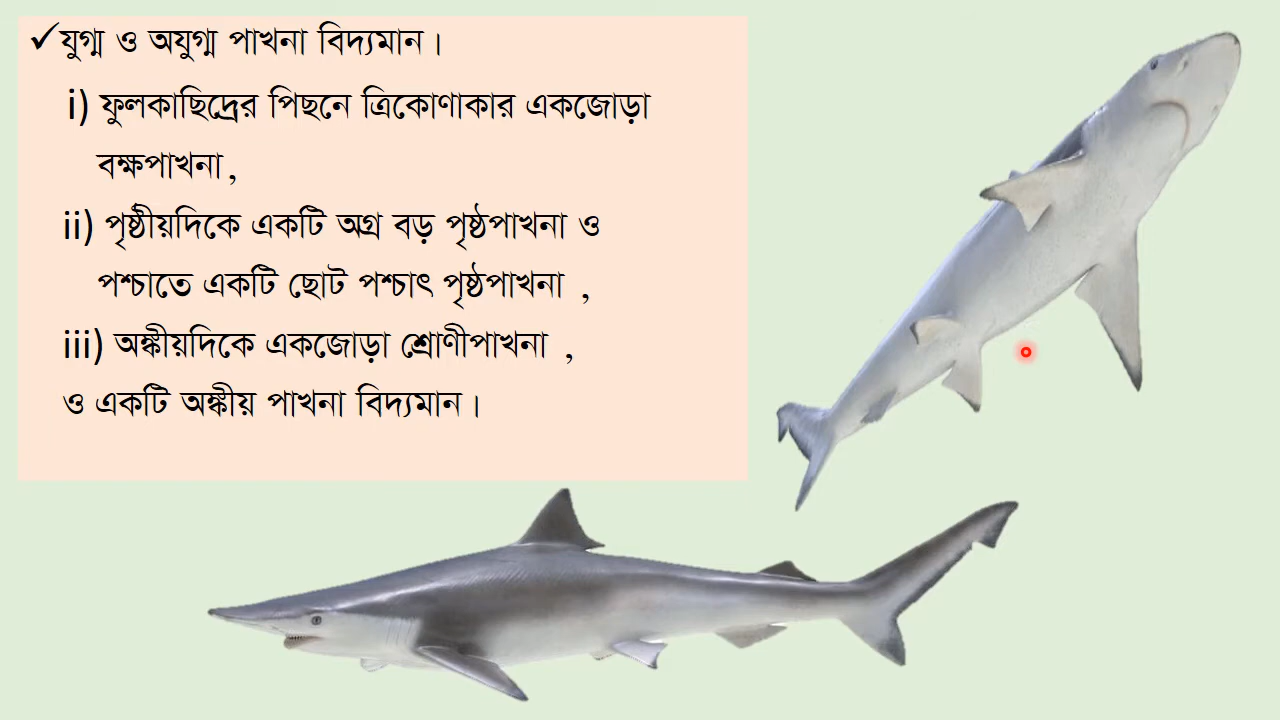 ✓যুগ্ম ও অযুগ্ম পাখনা বিদ্যমান।
i) ফুলকাছিদ্রের পিছনে ত্রিকোণাকার একজোড়া
বক্ষপাখনা,
ii) পৃষ্ঠীয়দিকে একটি অগ্র বড় পৃষ্ঠপাখনা ও
পশ্চাতে একটি ছোট পশ্চাৎ পৃষ্ঠপাখনা ,
iii) অঙ্কীয়দিকে একজোড়া শ্রোণীপাখনা ,
ও একটি অঙ্কীয় পাখনা বিদ্যমান।